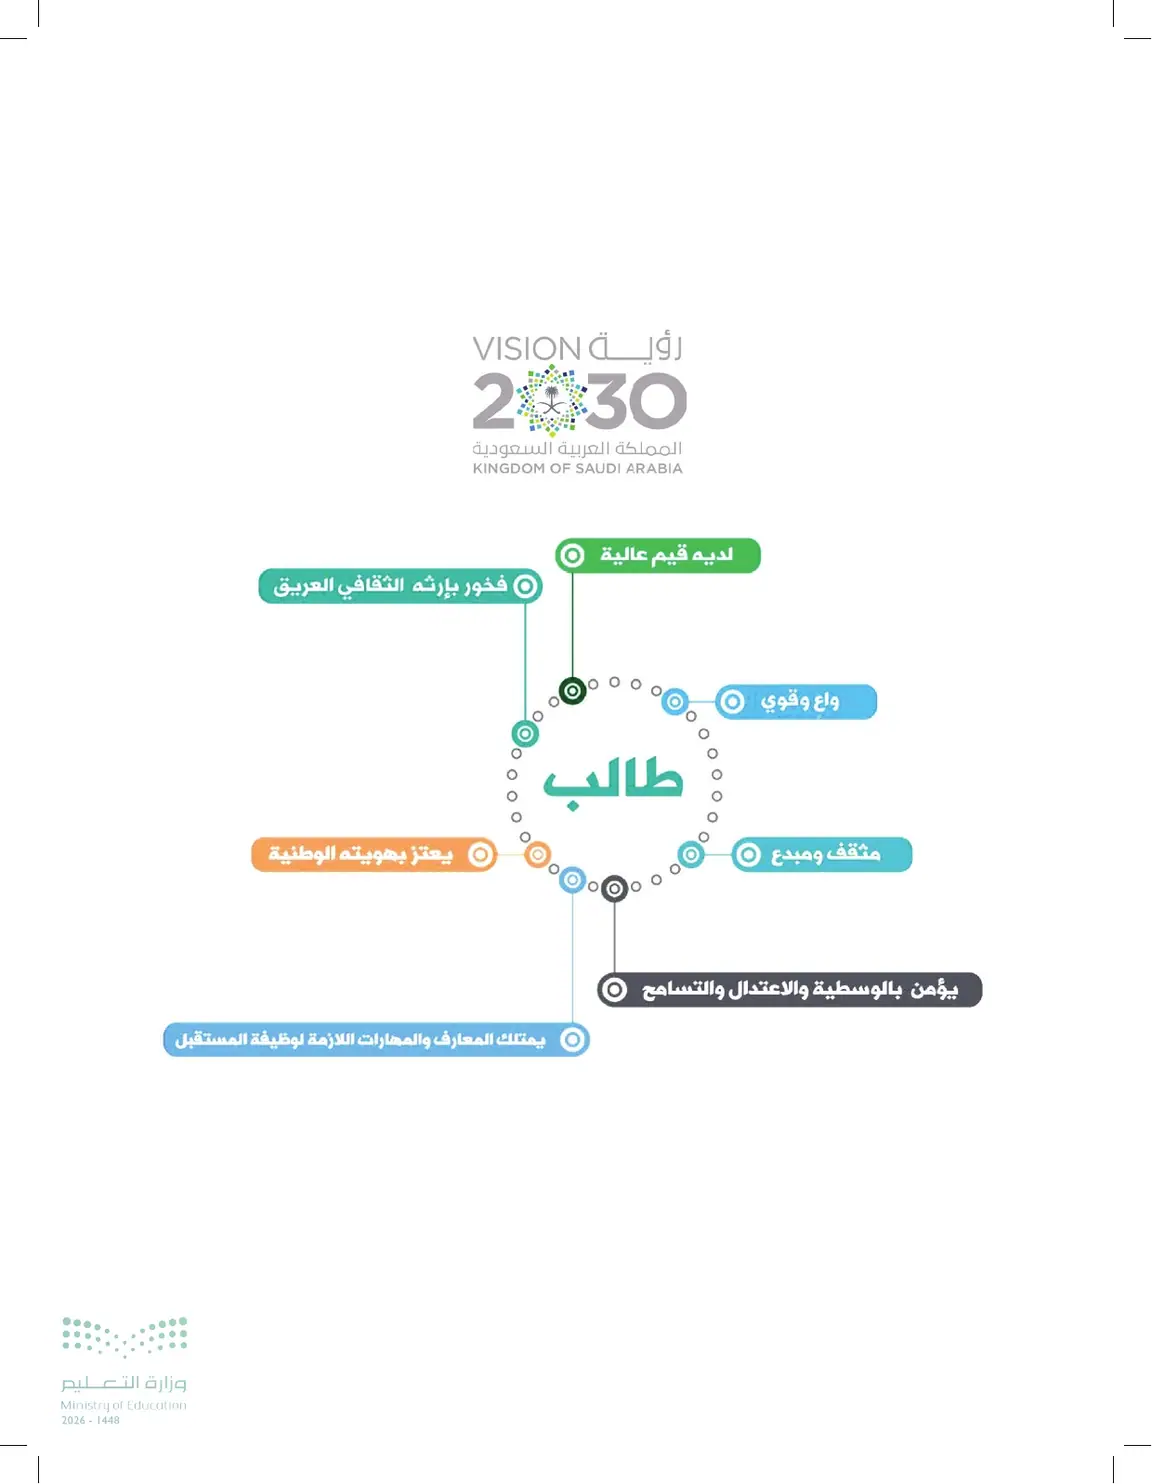 VISION رؤيــة
2030
المملكة العربية السعودية
KINGDOM OF SAUDI ARABIA
لديه قيم عالية
فخور بإرثه الثقافي العريق
واعٍ وقوي
طالب
يعتز بهويته الوطنية
مثقف ومبدع
يؤمن بالوسطية والاعتدال والتسامح
يمتلك المعارف والمهارات اللازمة لوظيفة المستقبل
وزارة التعليم
Ministry of Education
2026 - 1448